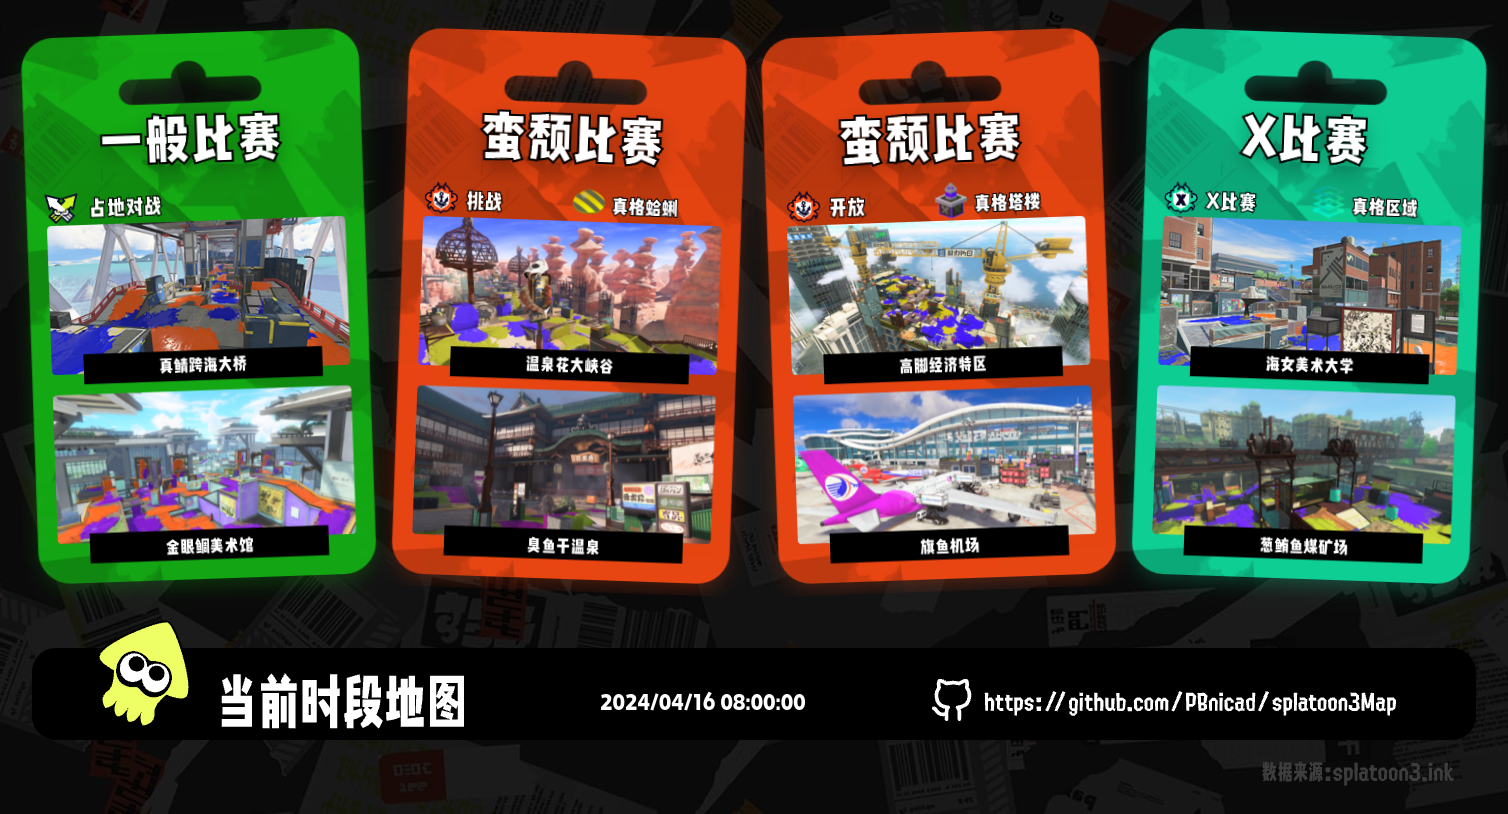 一般比赛
占地对战
真鲭跨海大桥
金眼鲷美术馆
蛮颓比赛
挑战
真格蛤蜊
温泉花大峡谷
臭鱼干温泉
蛮颓比赛
开放
真格塔楼
高脚经济特区
旗鱼机场
X比赛
X比赛
真格区域
海女美术大学
葱鲔鱼煤矿场
当前时段地图
2024/04/16 08:00:00
https://github.com/PBnicad/splatoon3Map
数据来源:splatoon3.ink